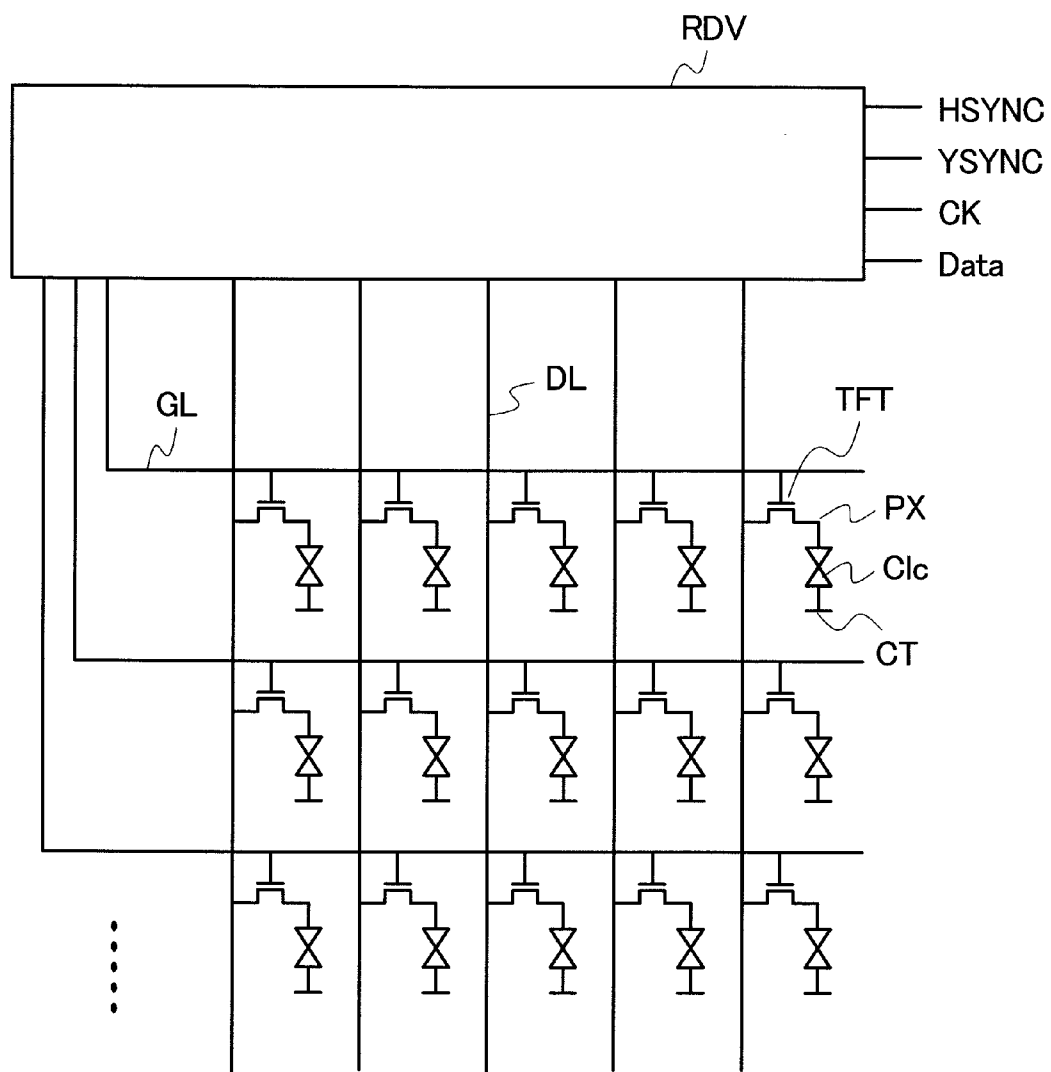 RDV
HSYNC
YSYNC
CK
Data
GL
DL
TFT
PX
Clc
CT